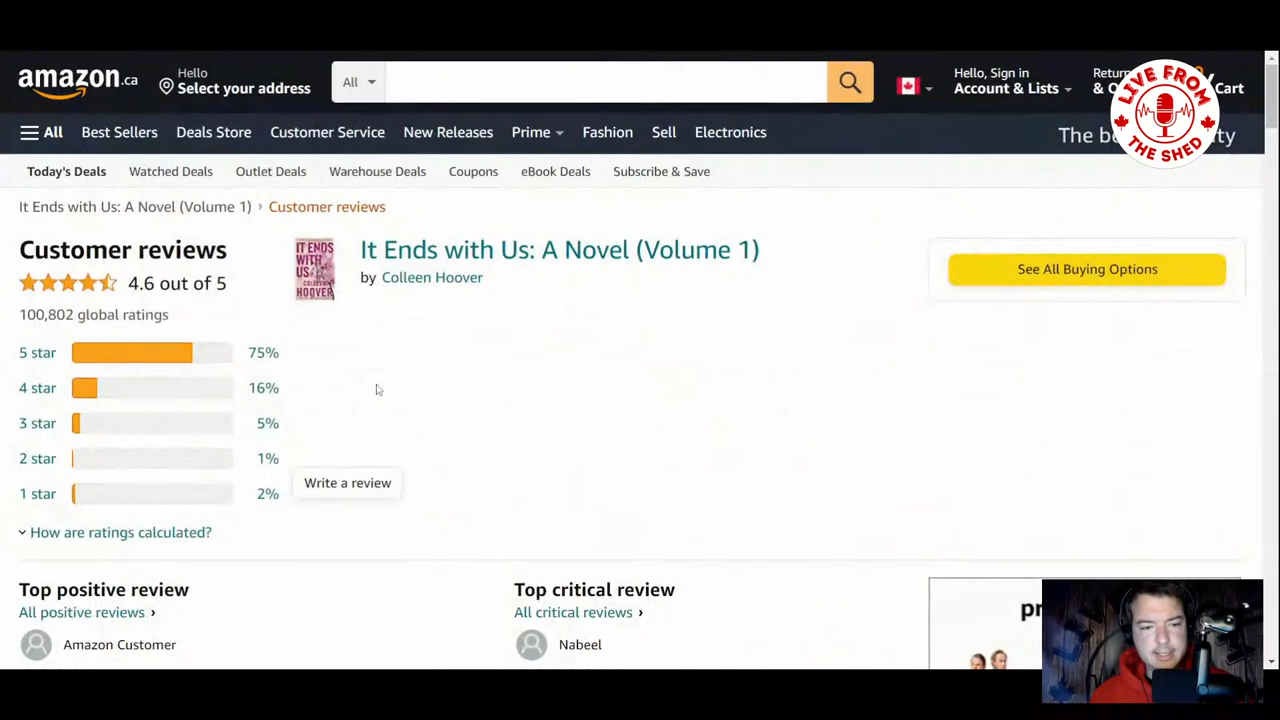 amazon.ca
Hello
Select your address
All
Hello, Sign in
Account & Lists
Cart
LIVE FROM
THE SHED
All
Best Sellers
Deals Store
Customer Service
New Releases
Prime
Fashion
Sell
Electronics
Today's Deals
Watched Deals
Outlet Deals
Warehouse Deals
Coupons
eBook Deals
Subscribe & Save
It Ends with Us: A Novel (Volume 1) › Customer reviews
Customer reviews
4.6 out of 5
100,802 global ratings
IT ENDS
WITH
US
COLLEEN
HOOVER
It Ends with Us: A Novel (Volume 1)
by Colleen Hoover
See All Buying Options
5 star 75%
4 star 16%
3 star 5%
2 star 1%
1 star 2%
Write a review
How are ratings calculated?
Top positive review
All positive reviews ›
Amazon Customer
Top critical review
All critical reviews ›
Nabeel